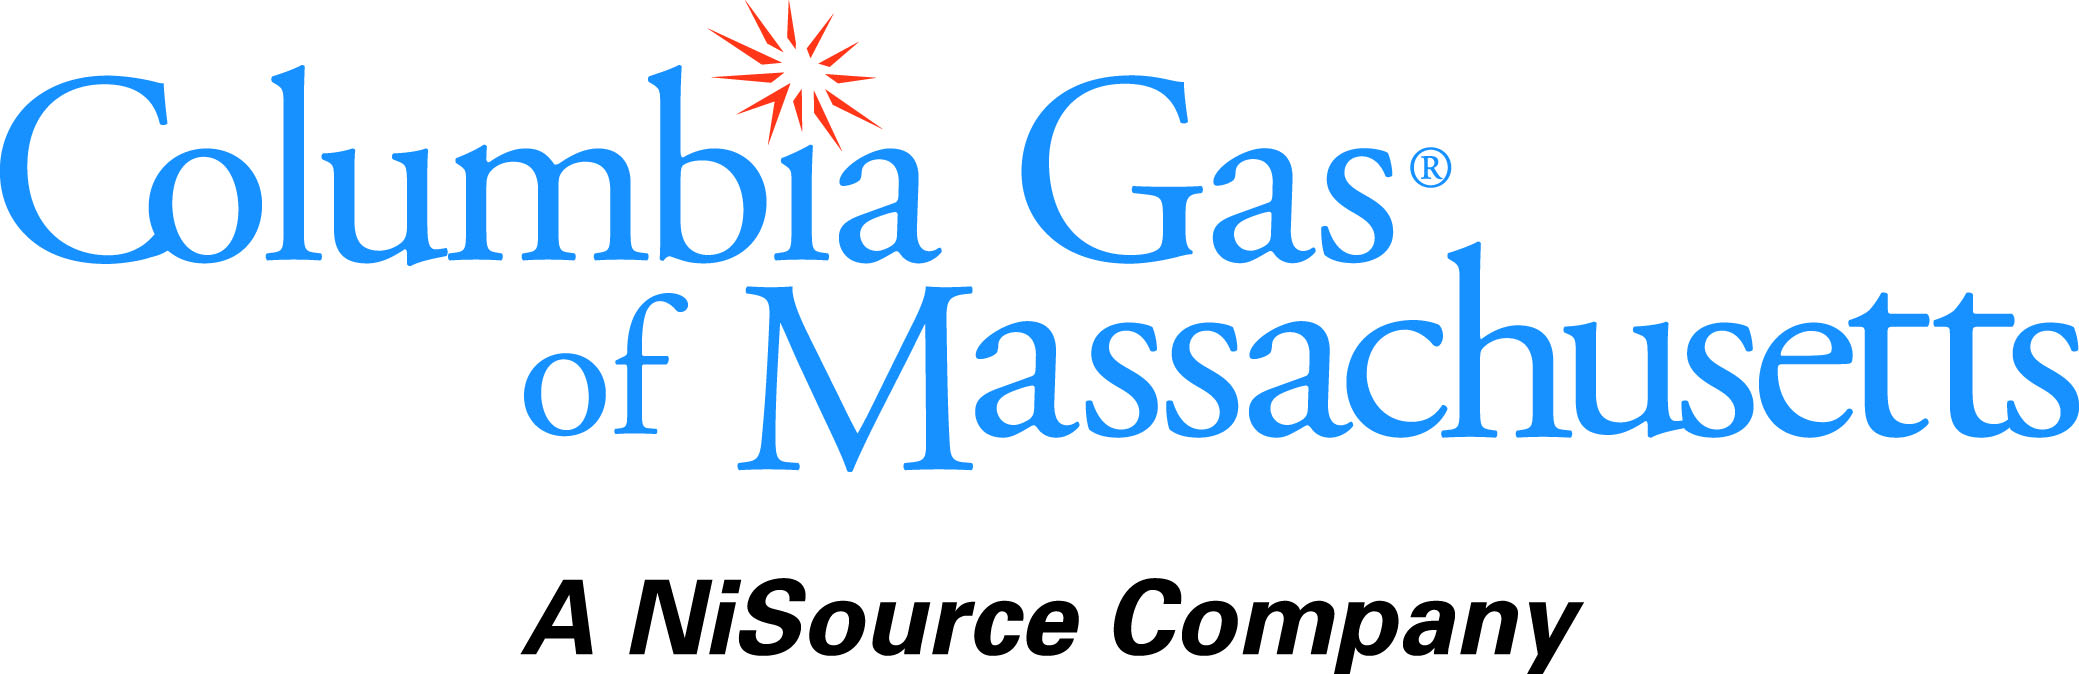 Columbia Gas®
of Massachusetts
A NiSource Company